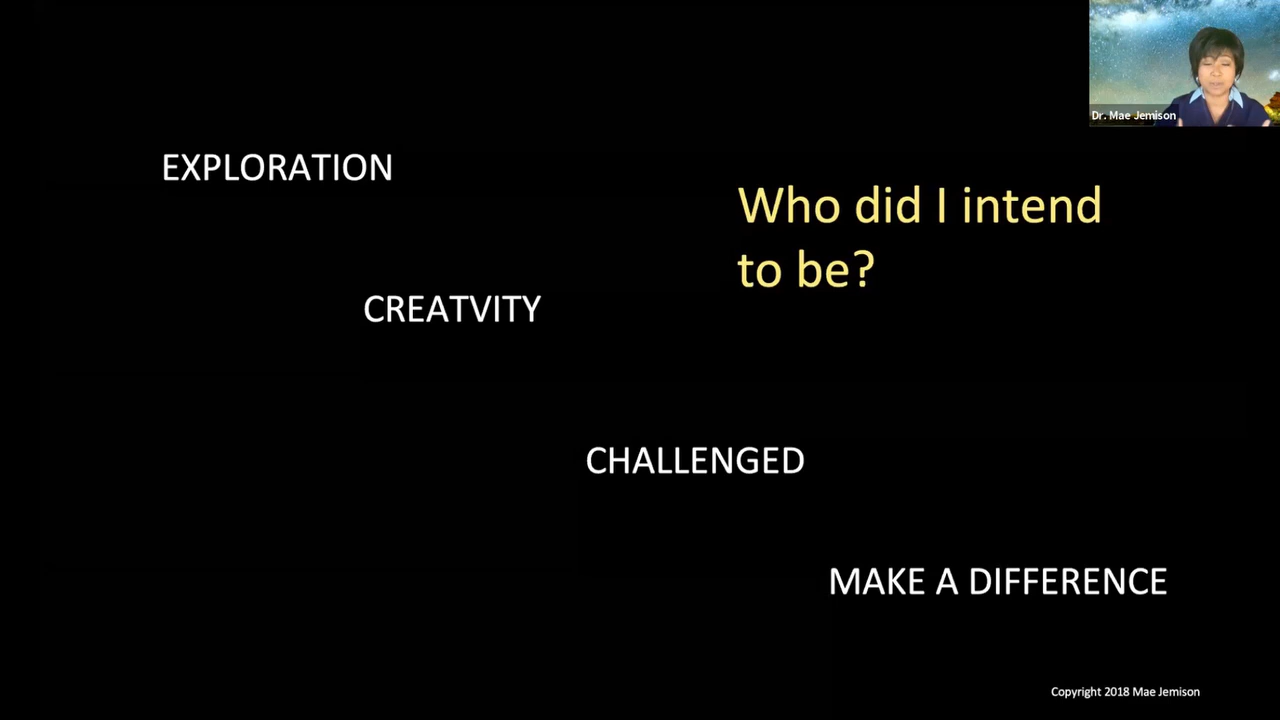 Dr. Mae Jemison
EXPLORATION
Who did I intend
to be?
CREATVITY
CHALLENGED
MAKE A DIFFERENCE
Copyright 2018 Mae Jemison